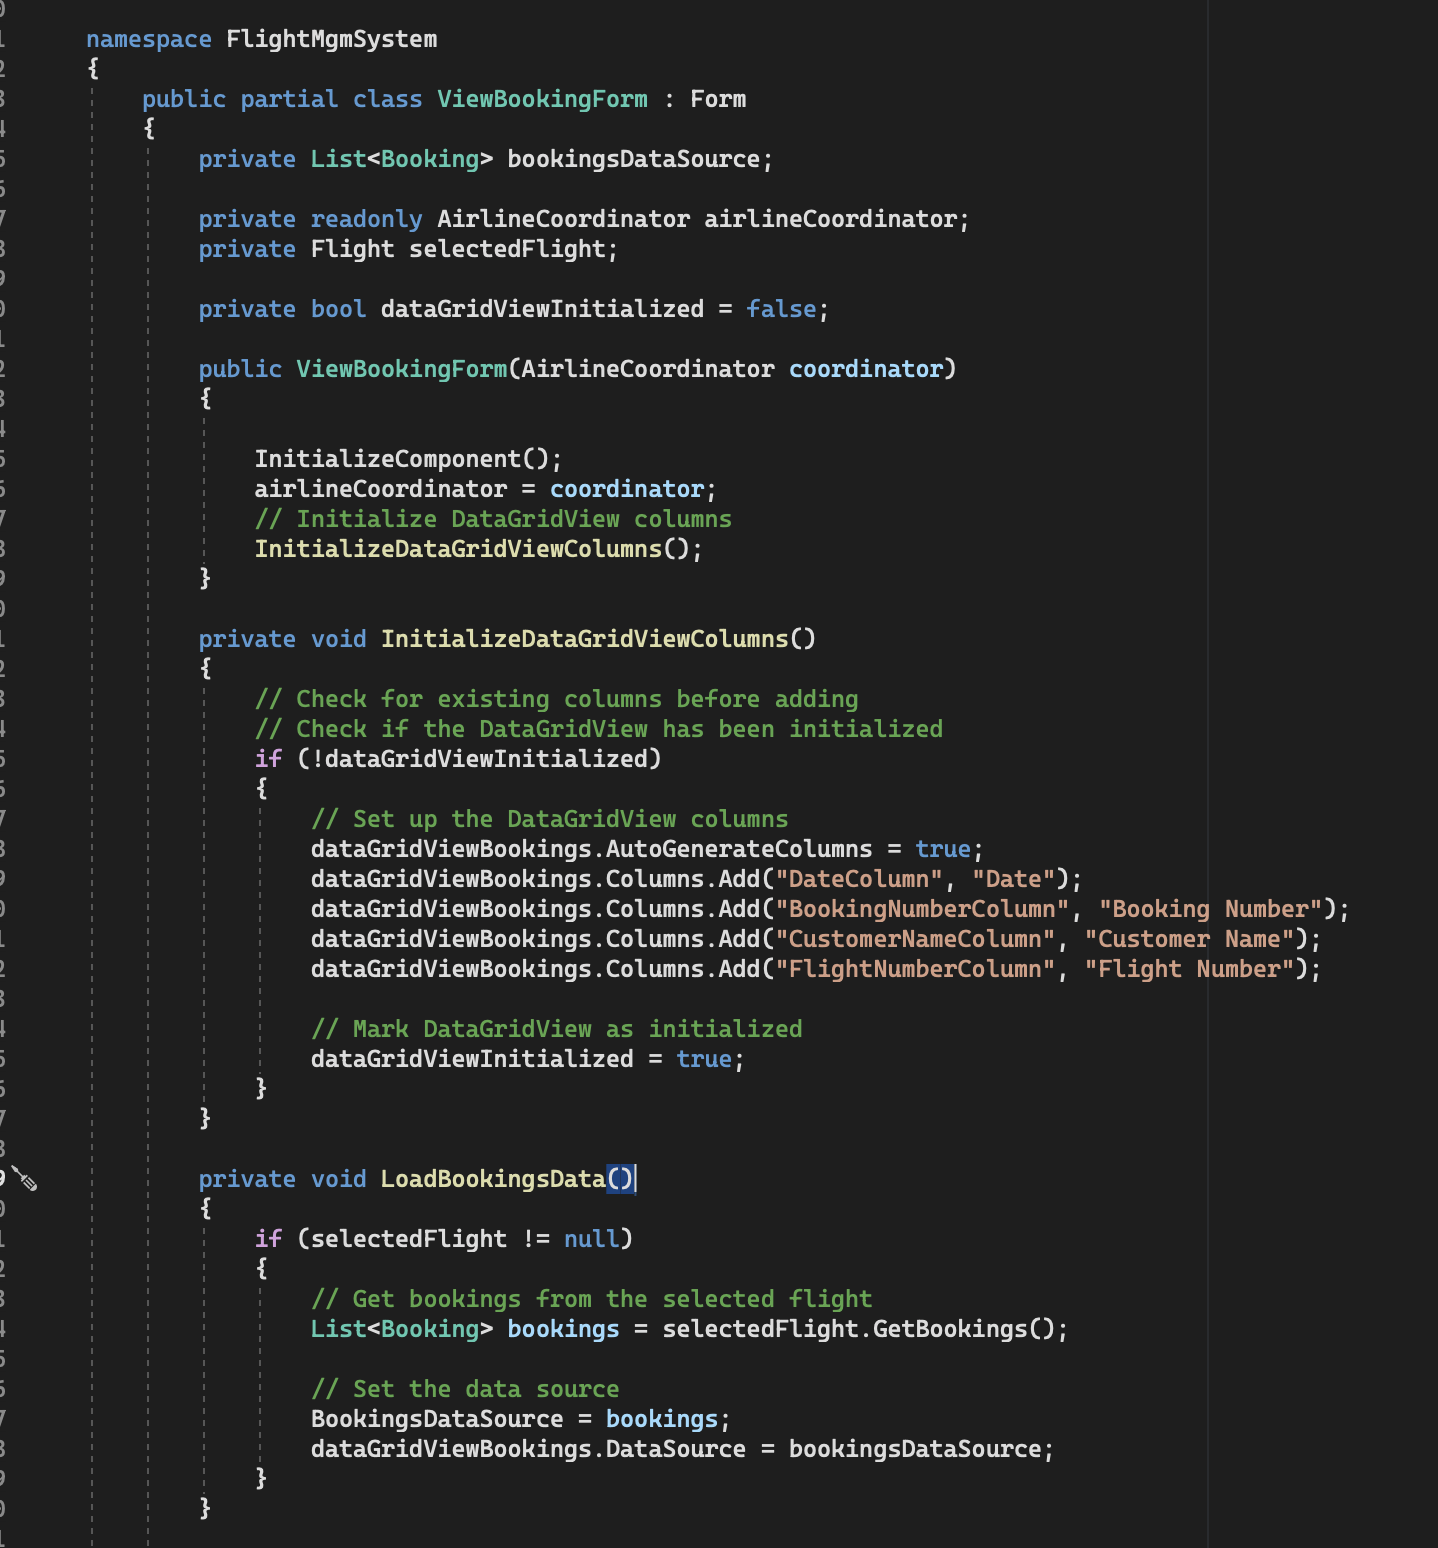 namespace FlightMgmSystem
{
public partial class ViewBookingForm : Form
{
private List<Booking> bookingsDataSource;
private readonly AirlineCoordinator airlineCoordinator;
private Flight selectedFlight;
private bool dataGridViewInitialized = false;
public ViewBookingForm(AirlineCoordinator coordinator)
{
InitializeComponent();
airlineCoordinator = coordinator;
// Initialize DataGridView columns
InitializeDataGridViewColumns();
}
private void InitializeDataGridViewColumns()
{
// Check for existing columns before adding
// Check if the DataGridView has been initialized
if (!dataGridViewInitialized)
{
// Set up the DataGridView columns
dataGridViewBookings.AutoGenerateColumns = true;
dataGridViewBookings.Columns.Add("DateColumn", "Date");
dataGridViewBookings.Columns.Add("BookingNumberColumn", "Booking Number");
dataGridViewBookings.Columns.Add("CustomerNameColumn", "Customer Name");
dataGridViewBookings.Columns.Add("FlightNumberColumn", "Flight Number");
// Mark DataGridView as initialized
dataGridViewInitialized = true;
}
}
private void LoadBookingsData()
{
if (selectedFlight != null)
{
// Get bookings from the selected flight
List<Booking> bookings = selectedFlight.GetBookings();
// Set the data source
BookingsDataSource = bookings;
dataGridViewBookings.DataSource = bookingsDataSource;
}
}